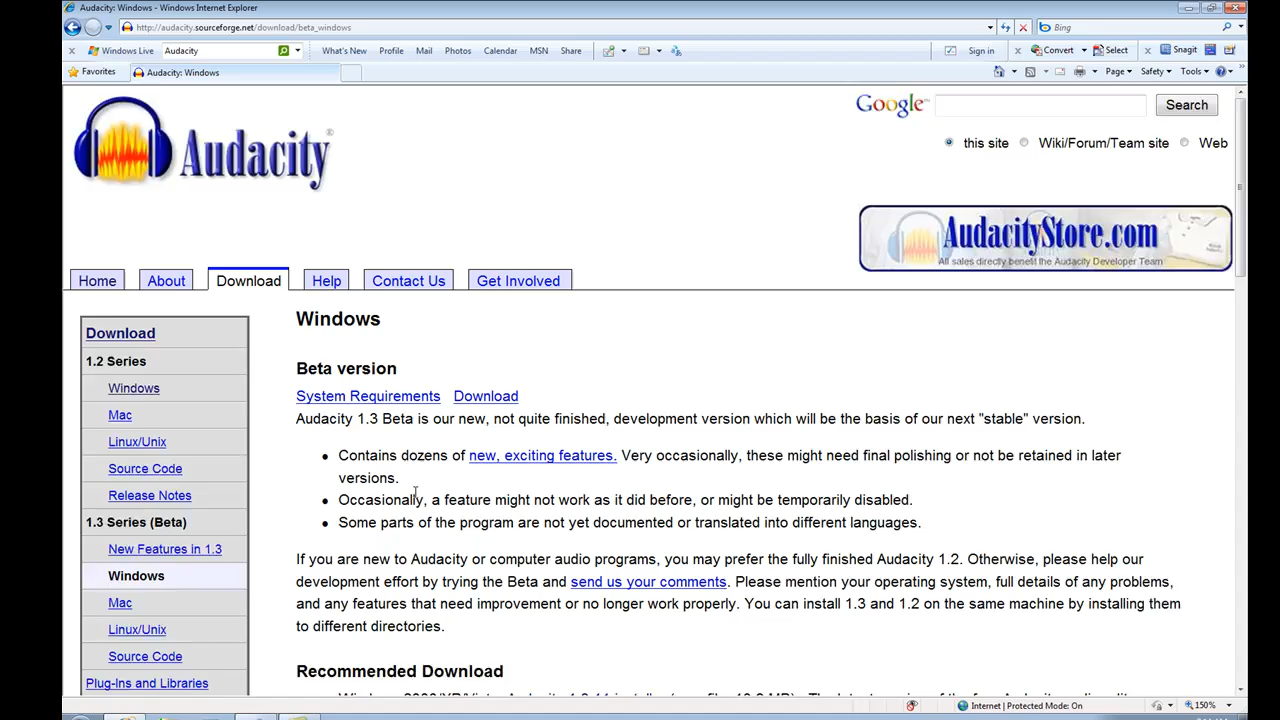 Audacity: Windows - Windows Internet Explorer
http://audacity.sourceforge.net/download/beta_windows
Bing
Windows Live
Audacity
What's New
Profile
Mail
Photos
Calendar
MSN
Share
Sign in
Convert
Select
Snagit
Favorites
Audacity: Windows
Page
Safety
Tools
Audacity®
Google™
Search
this site
Wiki/Forum/Team site
Web
AudacityStore.com
All sales directly benefit the Audacity Developer Team
Home
About
Download
Help
Contact Us
Get Involved
Download
1.2 Series
Windows
Mac
Linux/Unix
Source Code
Release Notes
1.3 Series (Beta)
New Features in 1.3
Windows
Mac
Linux/Unix
Source Code
Plug-Ins and Libraries
Windows
Beta version
System Requirements Download
Audacity 1.3 Beta is our new, not quite finished, development version which will be the basis of our next "stable" version.
• Contains dozens of new, exciting features. Very occasionally, these might need final polishing or not be retained in later
versions.
• Occasionally, a feature might not work as it did before, or might be temporarily disabled.
• Some parts of the program are not yet documented or translated into different languages.
If you are new to Audacity or computer audio programs, you may prefer the fully finished Audacity 1.2. Otherwise, please help our
development effort by trying the Beta and send us your comments. Please mention your operating system, full details of any problems,
and any features that need improvement or no longer work properly. You can install 1.3 and 1.2 on the same machine by installing them
to different directories.
Recommended Download
Internet | Protected Mode: On
150%